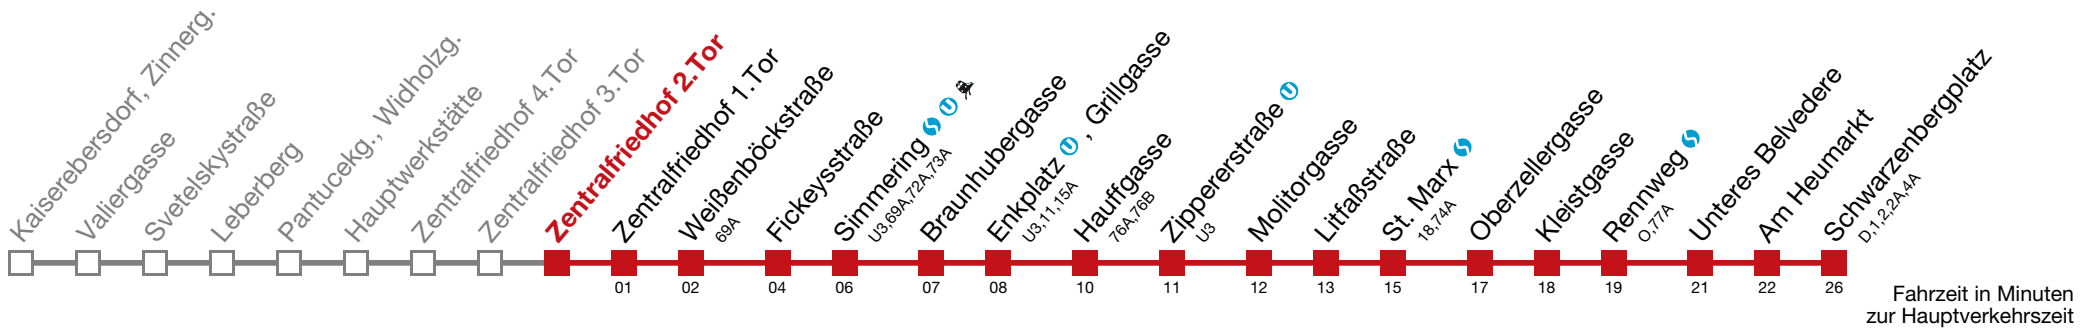 Kaiserebersdorf, Zinnerg.
Valiergasse
Svetelskystraße
Leberberg
Pantucekg., Widholzg.
Hauptwerkstätte
Zentralfriedhof 4.Tor
Zentralfriedhof 3.Tor
Zentralfriedhof 2.Tor
Zentralfriedhof 1.Tor
Weißenböckstraße
69A
Fickeysstraße
Simmering S U
U3,69A,72A,73A
Braunhubergasse
Enkplatz U , Grillgasse
U3,11,15A
Hauffgasse
76A,76B
Zippererstraße U
U3
Molitorgasse
Litfaßstraße
St. Marx S
18,74A
Oberzellergasse
Kleistgasse
Rennweg S
O,77A
Unteres Belvedere
Am Heumarkt
Schwarzenbergplatz
D,1,2,2A,4A
01 02 04 06 07 08 10 11 12 13 15 17 18 19 21 22 26
Fahrzeit in Minuten
zur Hauptverkehrszeit